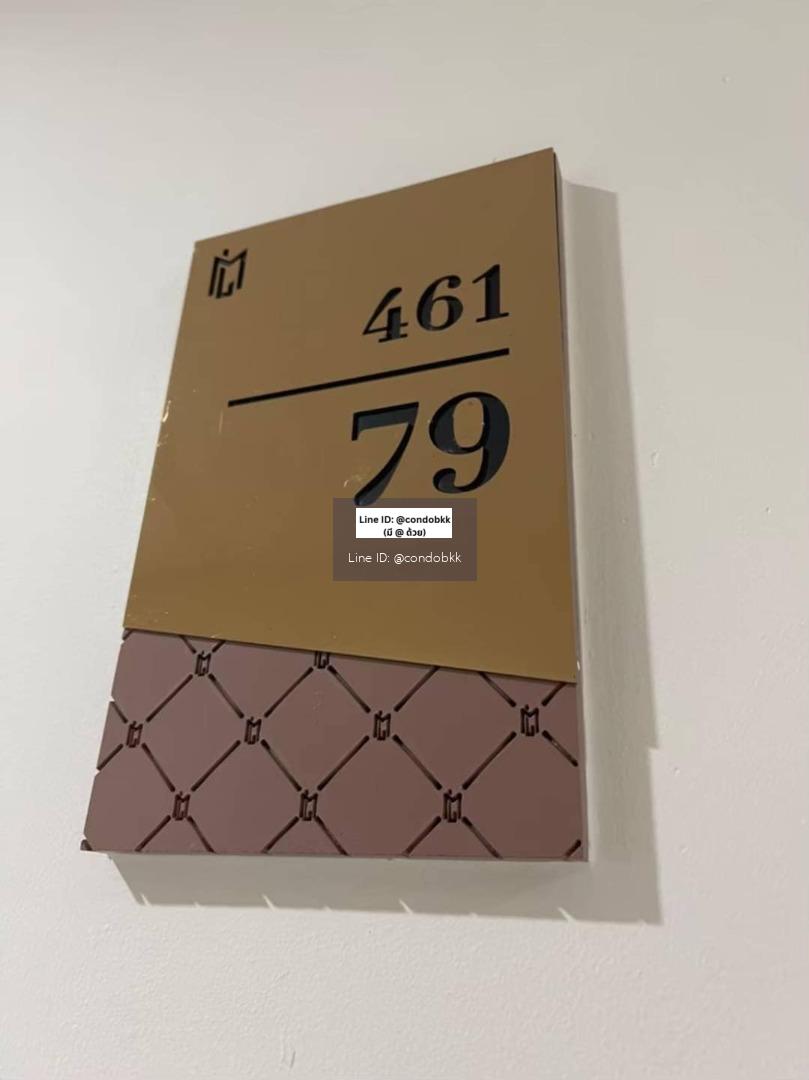 461
79
Line ID: @condobkk
(มี @ ด้วย)
Line ID: @condobkk